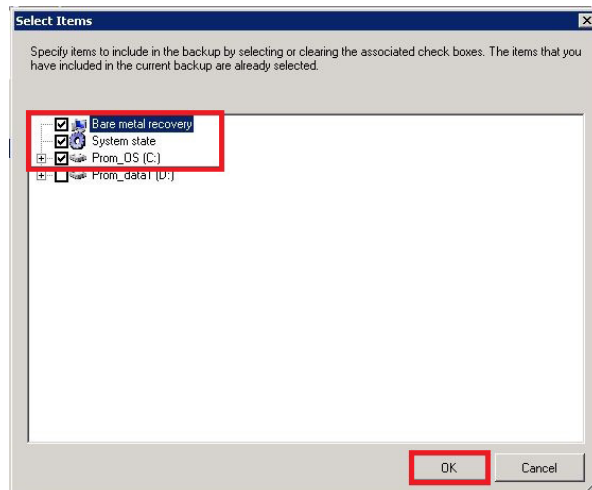 Select Items
Specify items to include in the backup by selecting or clearing the associated check boxes. The items that you
have included in the current backup are already selected.
Bare metal recovery
System state
Prom_OS (C:)
Prom_data1 (D:)
OK
Cancel